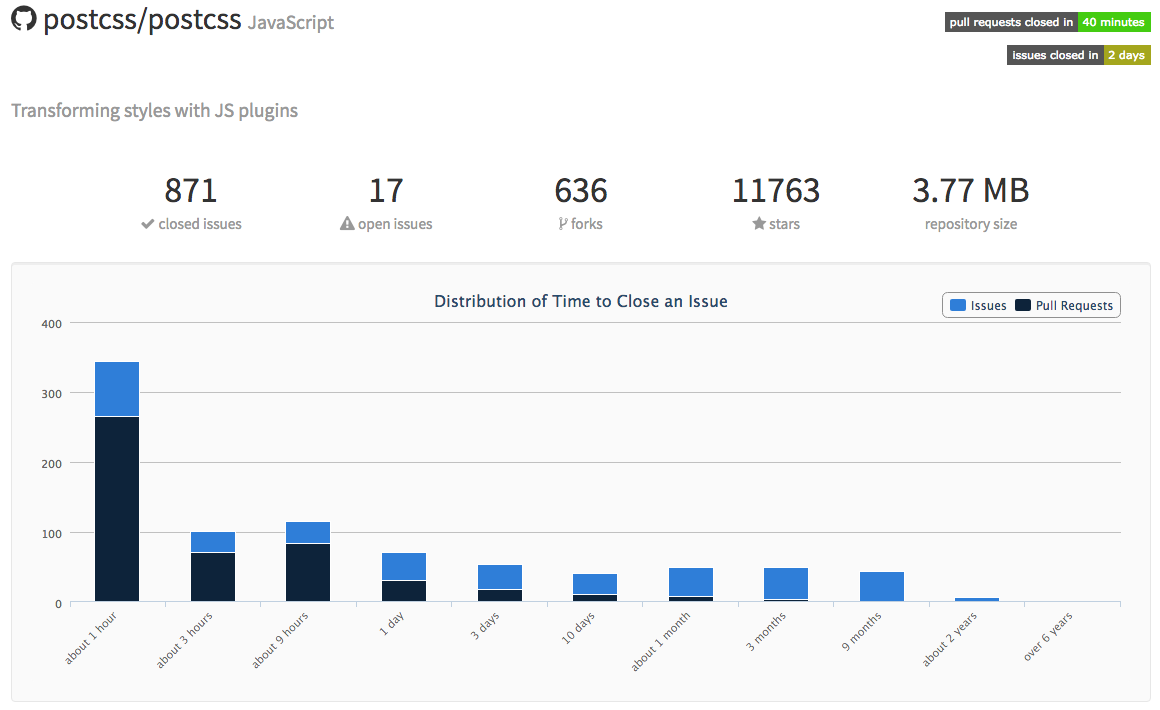 postcss/postcss JavaScript
pull requests closed in 40 minutes
issues closed in 2 days
Transforming styles with JS plugins
871 17 636 11763 3.77 MB
closed issues open issues forks stars repository size
Distribution of Time to Close an Issue
Issues Pull Requests
400
300
200
100
0
about 1 hour about 3 hours about 9 hours 1 day 3 days 10 days about 1 month 3 months 9 months about 2 years over 6 years